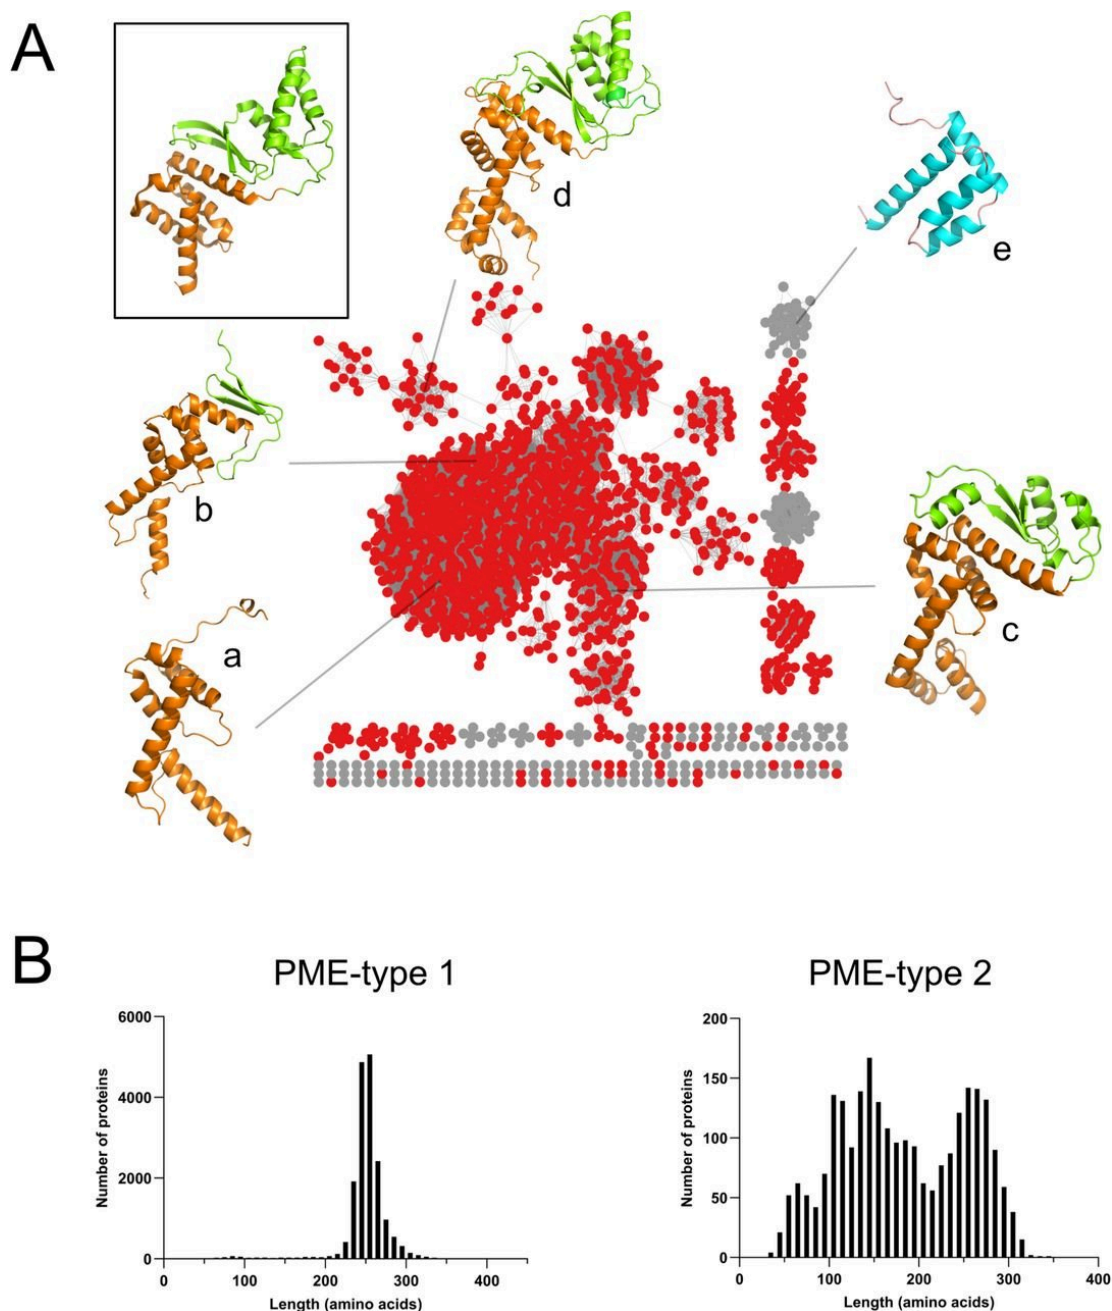 A
d
e
b
c
a
B
PME-type 1
PME-type 2
6000
4000
2000
0
Number of proteins
0 100 200 300 400
Length (amino acids)
200
150
100
50
0
Number of proteins
0 100 200 300 400
Length (amino acids)